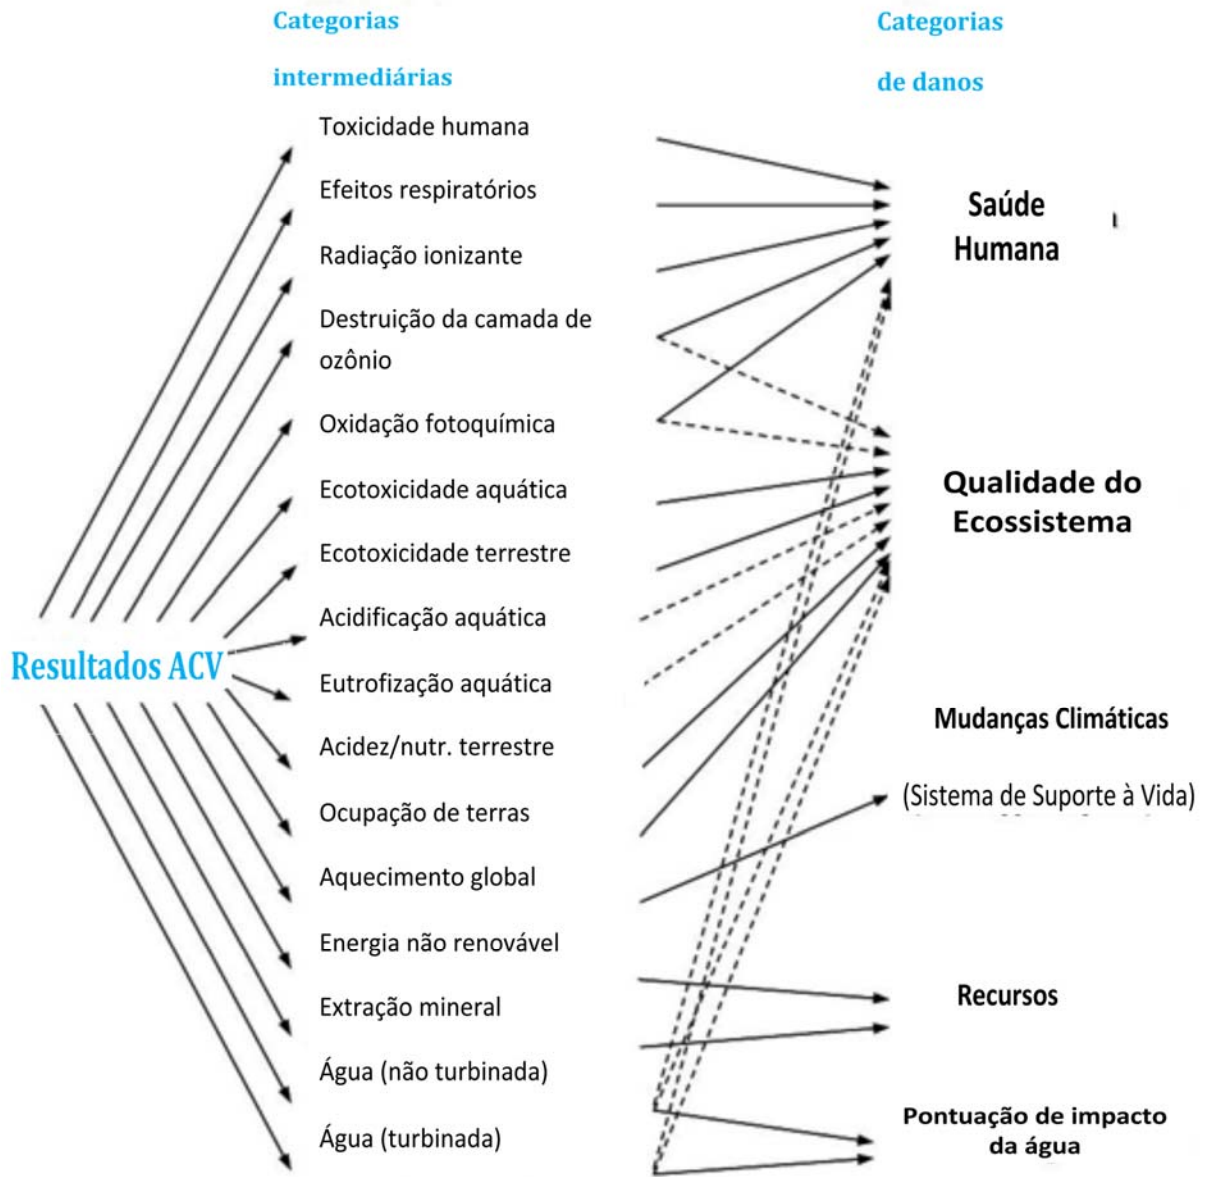 Categorias
intermediárias
Categorias
de danos
Toxicidade humana
Efeitos respiratórios
Radiação ionizante
Destruição da camada de
ozônio
Oxidação fotoquímica
Ecotoxicidade aquática
Ecotoxicidade terrestre
Acidificação aquática
Eutrofização aquática
Acidez/nutr. terrestre
Ocupação de terras
Aquecimento global
Energia não renovável
Extração mineral
Água (não turbinada)
Água (turbinada)
Resultados ACV
Saúde
Humana
Qualidade do
Ecossistema
Mudanças Climáticas
(Sistema de Suporte à Vida)
Recursos
Pontuação de impacto
da água